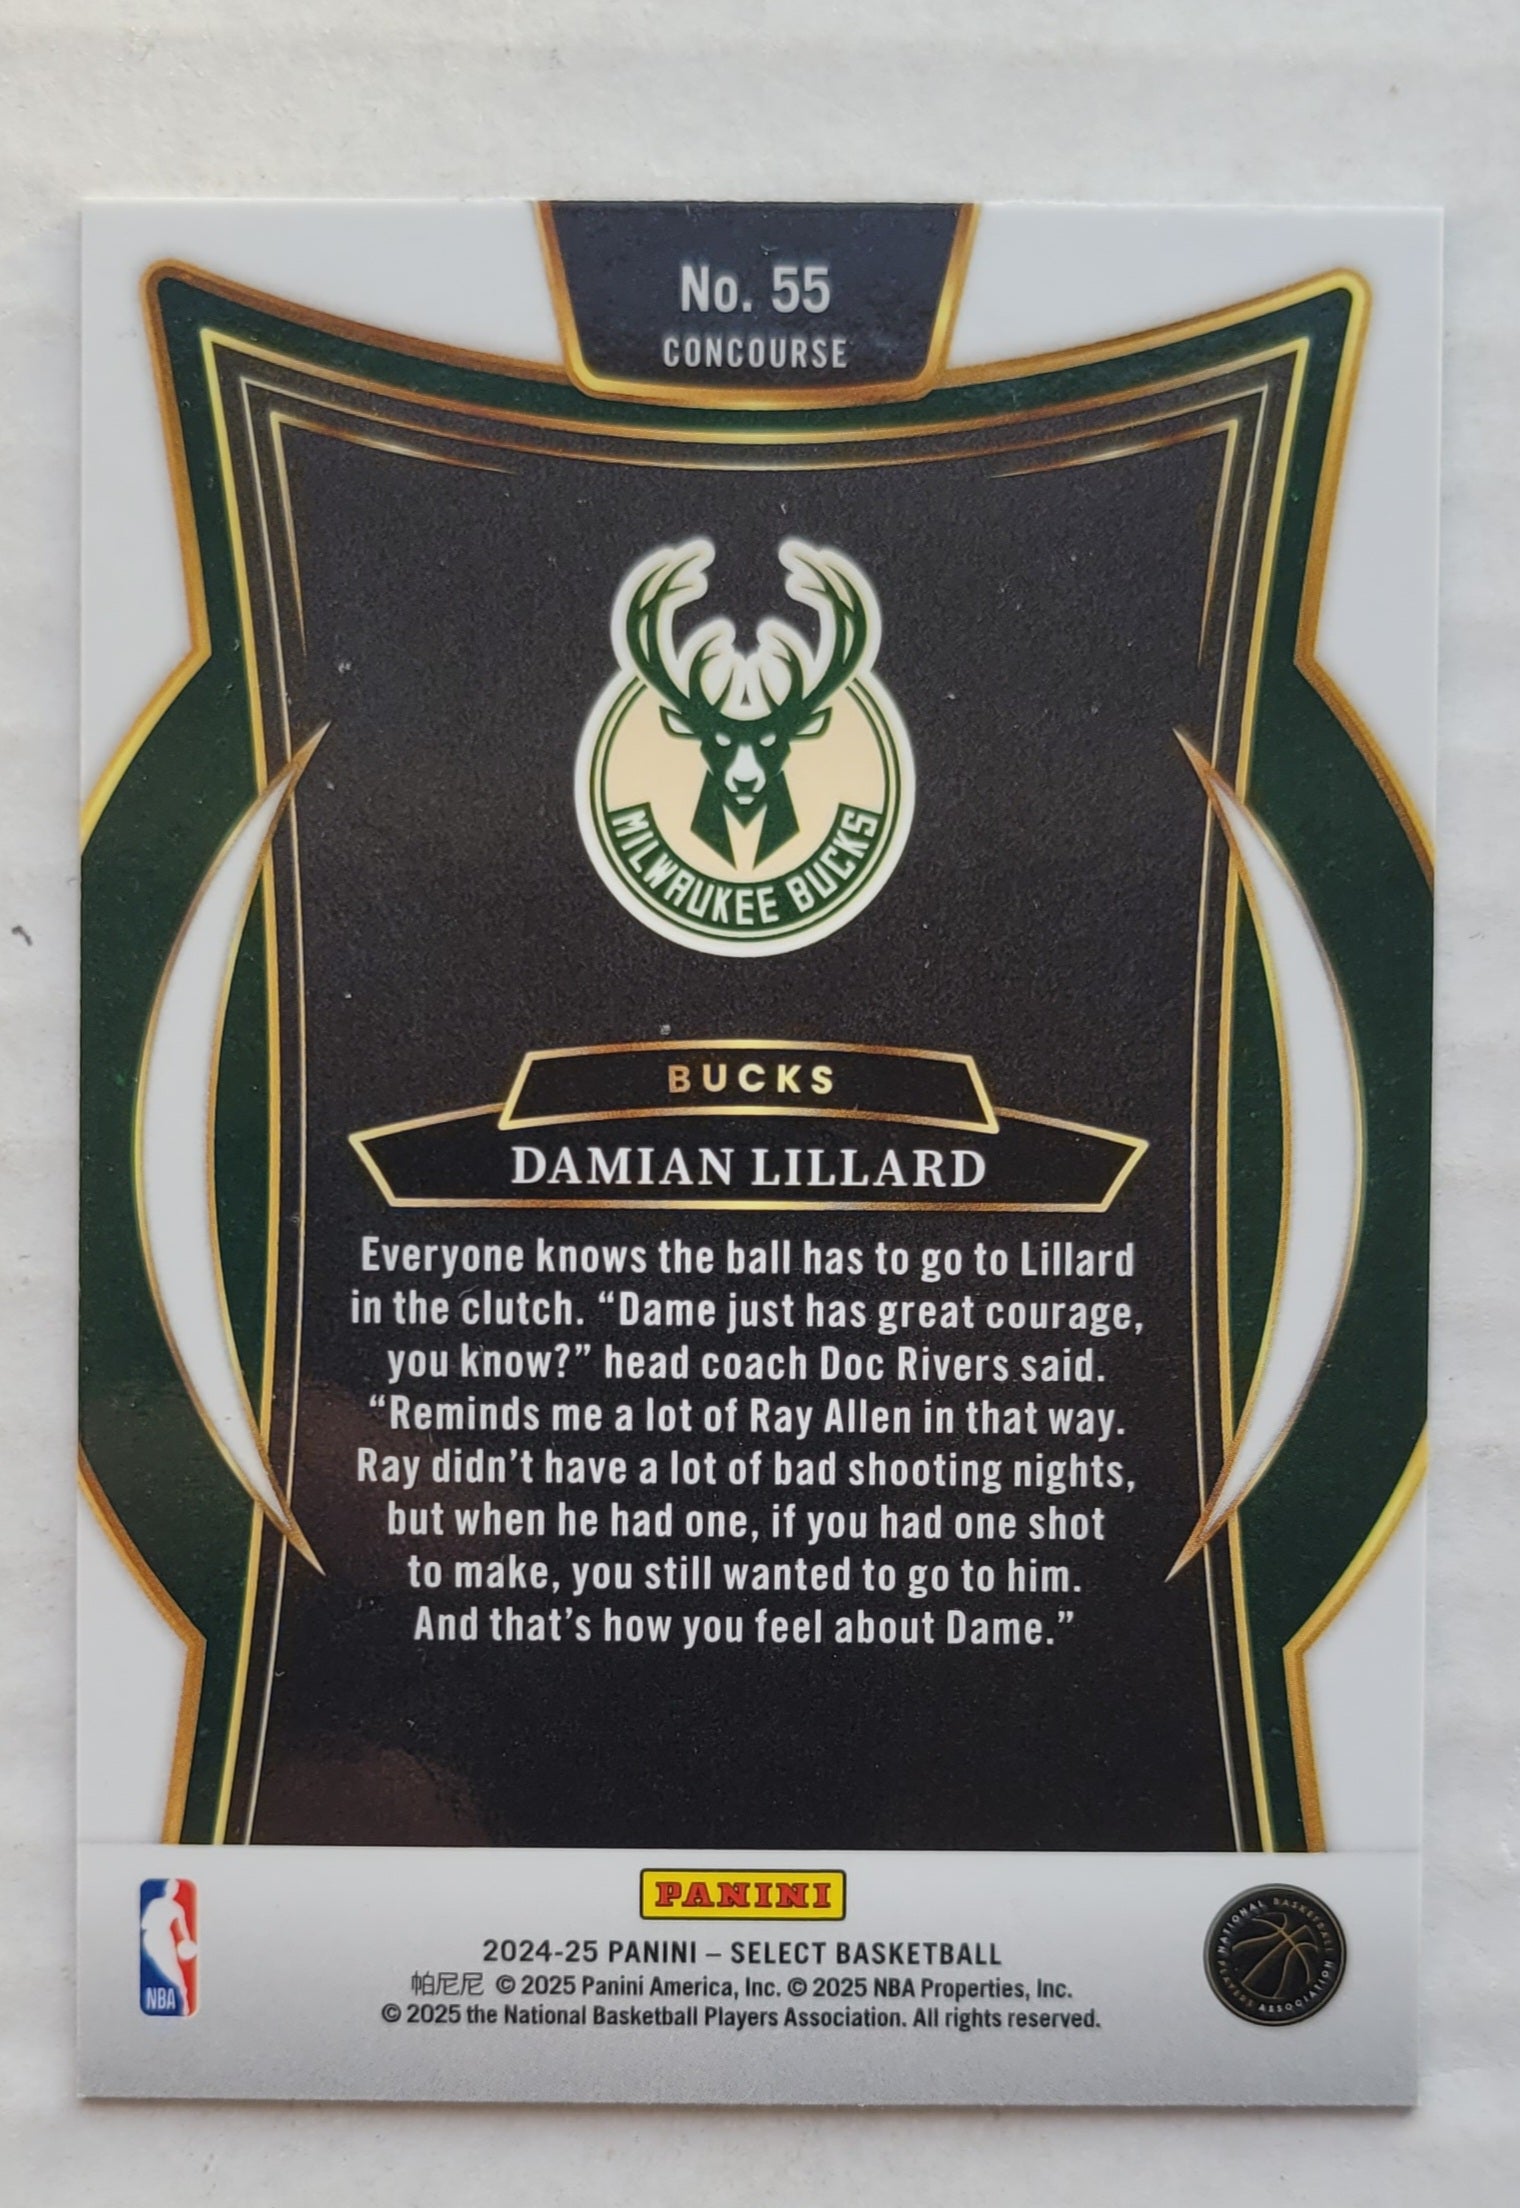 No. 55
CONCOURSE
MILWAUKEE BUCKS
BUCKS
DAMIAN LILLARD
Everyone knows the ball has to go to Lillard
in the clutch. “Dame just has great courage,
you know?” head coach Doc Rivers said.
“Reminds me a lot of Ray Allen in that way.
Ray didn’t have a lot of bad shooting nights,
but when he had one, if you had one shot
to make, you still wanted to go to him.
And that’s how you feel about Dame.”
NBA
PANINI
2024-25 PANINI – SELECT BASKETBALL
帕尼尼 © 2025 Panini America, Inc. © 2025 NBA Properties, Inc.
© 2025 the National Basketball Players Association. All rights reserved.
NATIONAL BASKETBALL PLAYERS ASSOCIATION